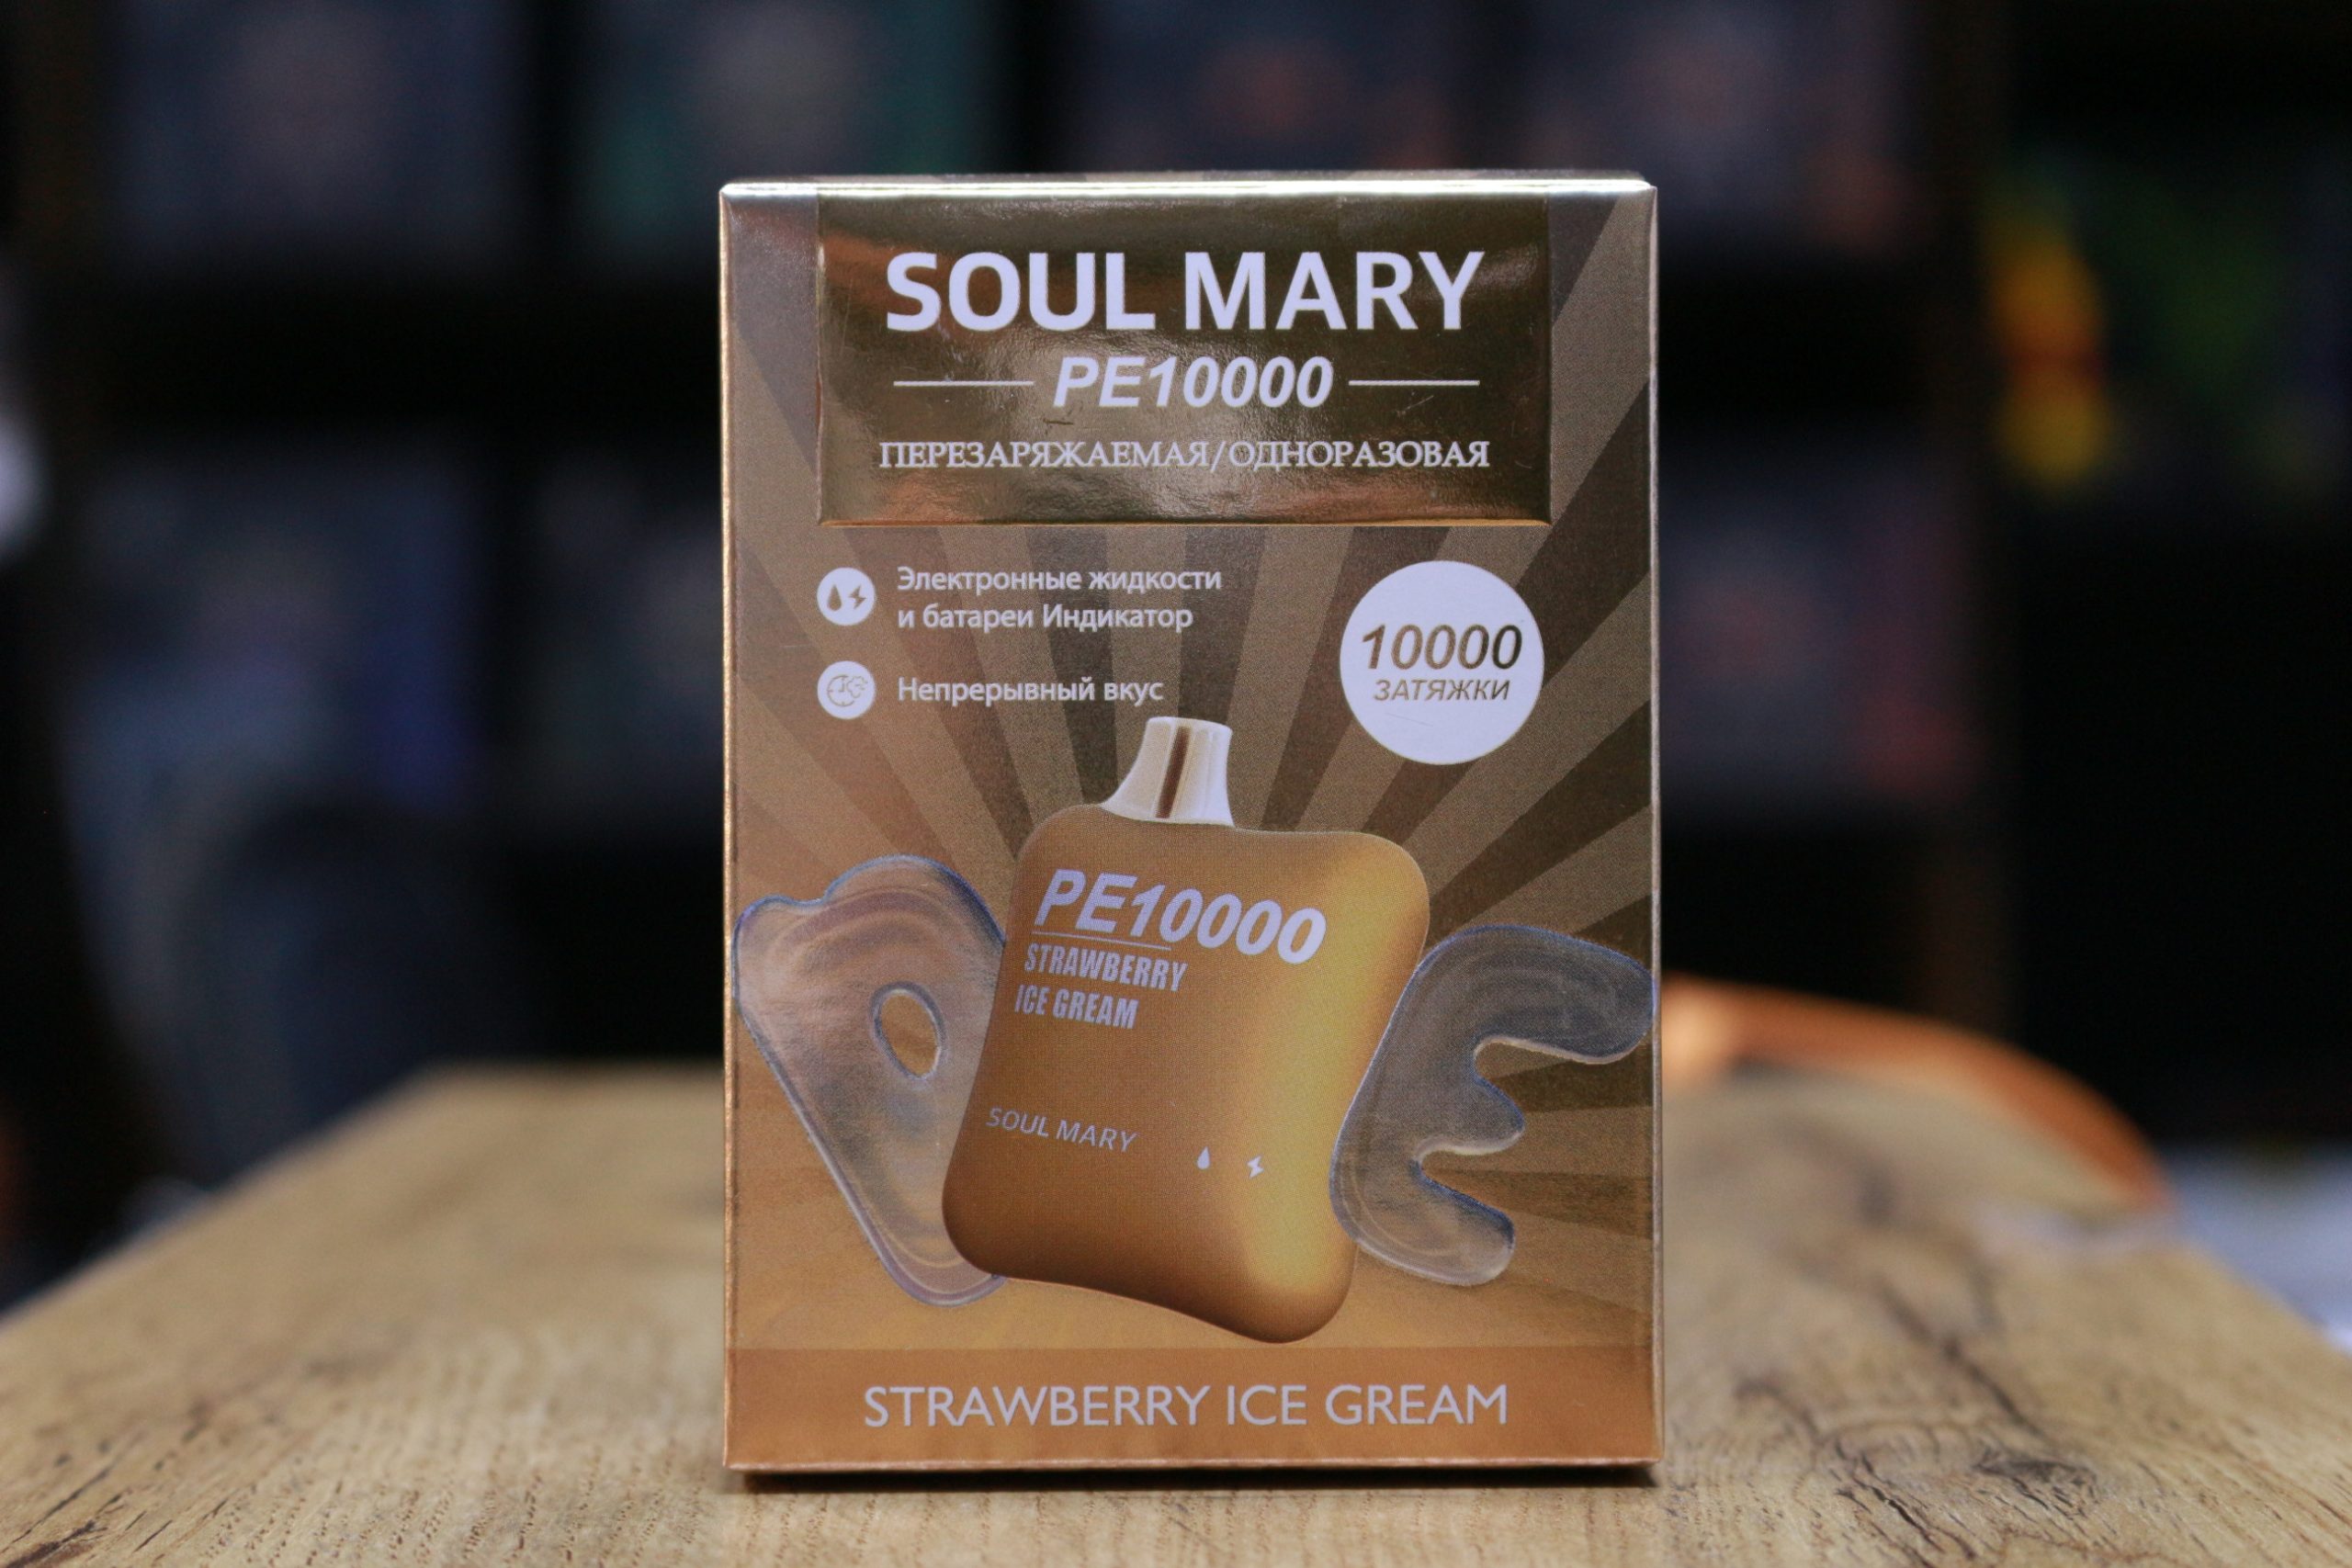 SOUL MARY
PE10000
ПЕРЕЗАРЯЖАЕМАЯ/ОДНОРАЗОВАЯ
Электронные жидкости
и батареи Индикатор
Непрерывный вкус
10000
ЗАТЯЖКИ
PE10000
STRAWBERRY
ICE GREAM
SOUL MARY
PE
STRAWBERRY ICE GREAM